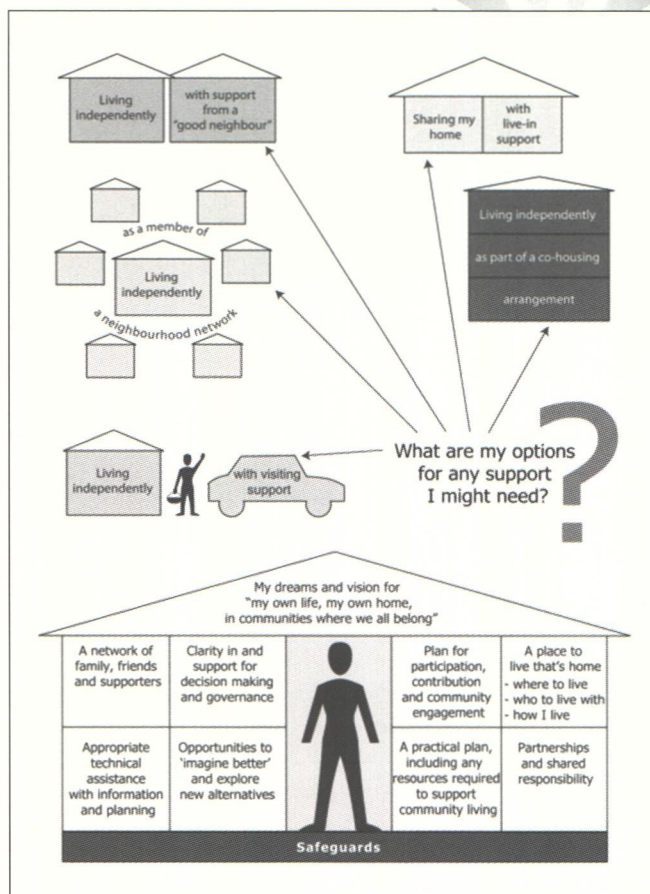 Living
independently
with support
from a
"good neighbour"
Sharing my
home
with
live-in
support
as a member of
Living
independently
a neighbourhood network
Living independently
as part of a co-housing
arrangement
Living
independently
with visiting
support
What are my options
for any support
I might need?
?
My dreams and vision for
"my own life, my own home,
in communities where we all belong"
A network of
family, friends
and supporters
Clarity in and
support for
decision making
and governance
Plan for
participation,
contribution
and community
engagement
A place to
live that's home
- where to live
- who to live with
- how I live
Appropriate
technical
assistance
with information
and planning
Opportunities to
'imagine better'
and explore
new alternatives
A practical plan,
including any
resources required
to support
community living
Partnerships
and shared
responsibility
Safeguards